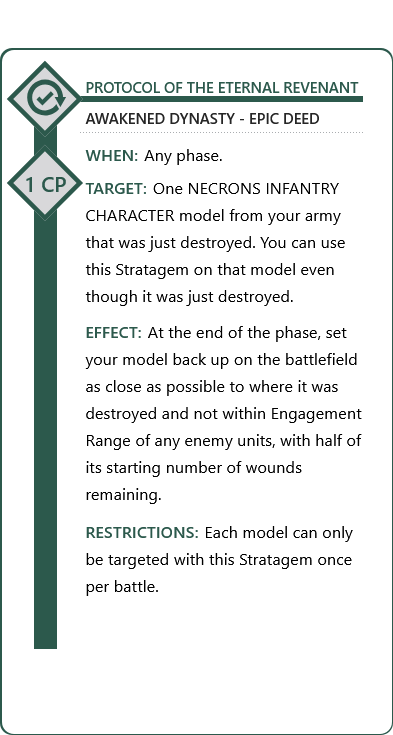 PROTOCOL OF THE ETERNAL REVENANT
AWAKENED DYNASTY - EPIC DEED
WHEN: Any phase.
1 CP
TARGET: One NECRONS INFANTRY
CHARACTER model from your army
that was just destroyed. You can use
this Stratagem on that model even
though it was just destroyed.
EFFECT: At the end of the phase, set
your model back up on the battlefield
as close as possible to where it was
destroyed and not within Engagement
Range of any enemy units, with half of
its starting number of wounds
remaining.
RESTRICTIONS: Each model can only
be targeted with this Stratagem once
per battle.